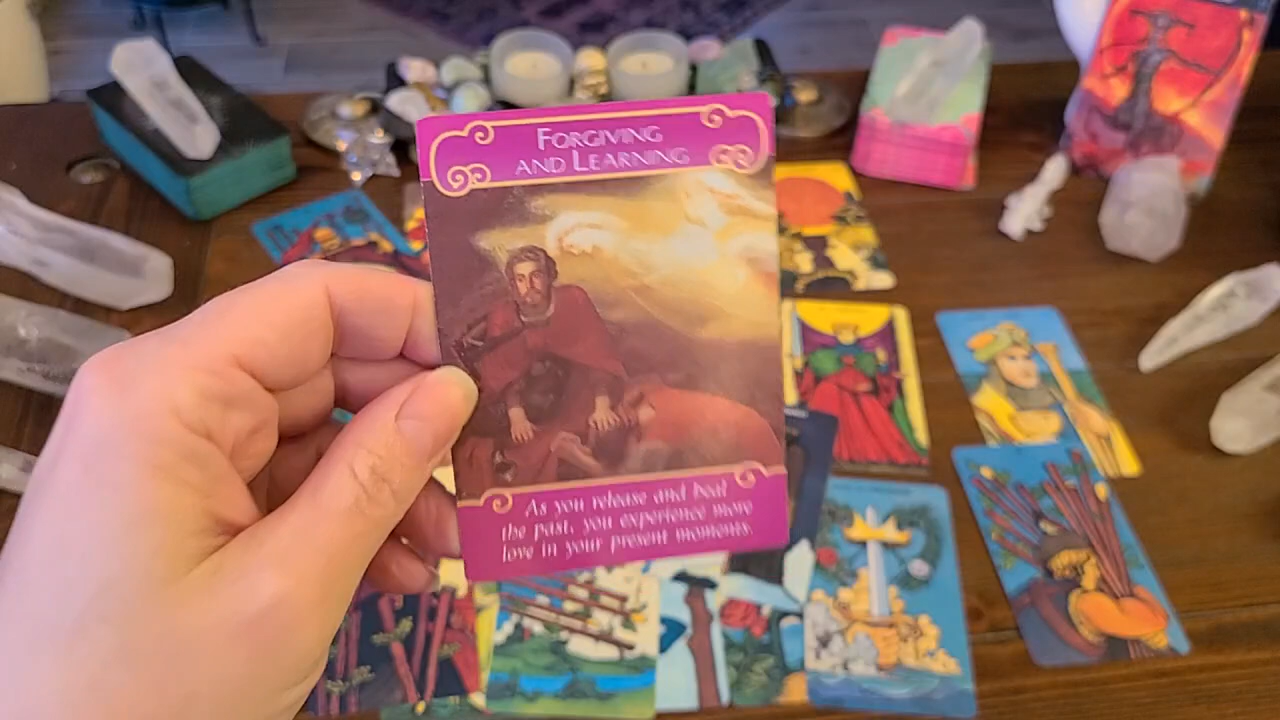 FORGIVING
AND LEARNING
As you release and heal
the past, you experience more
love in your present moments.